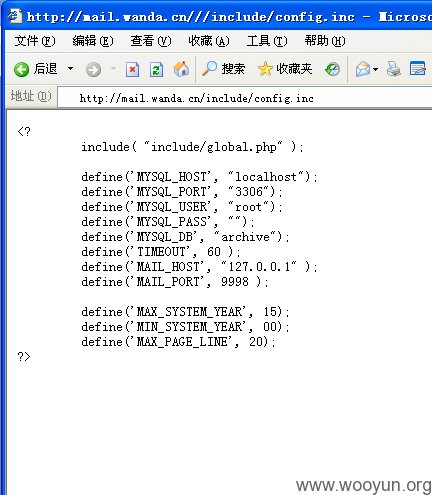 http://mail.wanda.cn///include/config.inc - Microso
文件(F) 编辑(E) 查看(V) 收藏(A) 工具(T) 帮助(H)
后退 搜索 收藏夹
地址(D) http://mail.wanda.cn/include/config.inc
<?
include( "include/global.php" );
define('MYSQL_HOST', "localhost");
define('MYSQL_PORT', "3306");
define('MYSQL_USER', "root");
define('MYSQL_PASS', "");
define('MYSQL_DB', "archive");
define('TIMEOUT', 60 );
define('MAIL_HOST', "127.0.0.1" );
define('MAIL_PORT', 9998 );
define('MAX_SYSTEM_YEAR', 15);
define('MIN_SYSTEM_YEAR', 00);
define('MAX_PAGE_LINE', 20);
?>
www.wooyun.org